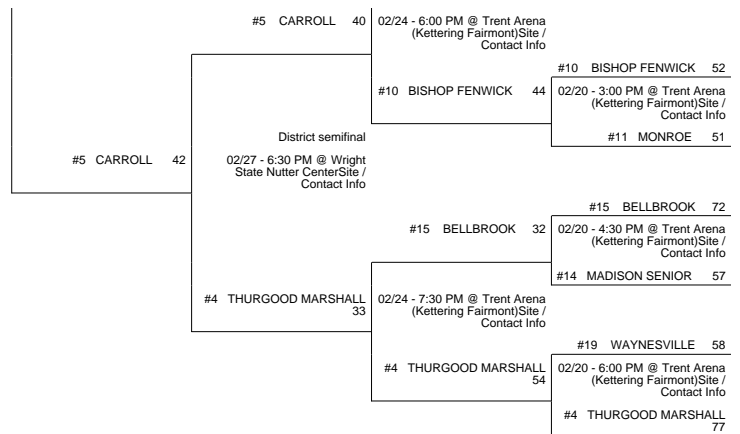 #5 CARROLL 40
02/24 - 6:00 PM @ Trent Arena
(Kettering Fairmont)Site /
Contact Info
#10 BISHOP FENWICK 52
#10 BISHOP FENWICK 44
02/20 - 3:00 PM @ Trent Arena
(Kettering Fairmont)Site /
Contact Info
#11 MONROE 51
District semifinal
#5 CARROLL 42
02/27 - 6:30 PM @ Wright
State Nutter CenterSite /
Contact Info
#15 BELLBROOK 72
#15 BELLBROOK 32
02/20 - 4:30 PM @ Trent Arena
(Kettering Fairmont)Site /
Contact Info
#14 MADISON SENIOR 57
#4 THURGOOD MARSHALL
33
02/24 - 7:30 PM @ Trent Arena
(Kettering Fairmont)Site /
Contact Info
#19 WAYNESVILLE 58
#4 THURGOOD MARSHALL
54
02/20 - 6:00 PM @ Trent Arena
(Kettering Fairmont)Site /
Contact Info
#4 THURGOOD MARSHALL
77